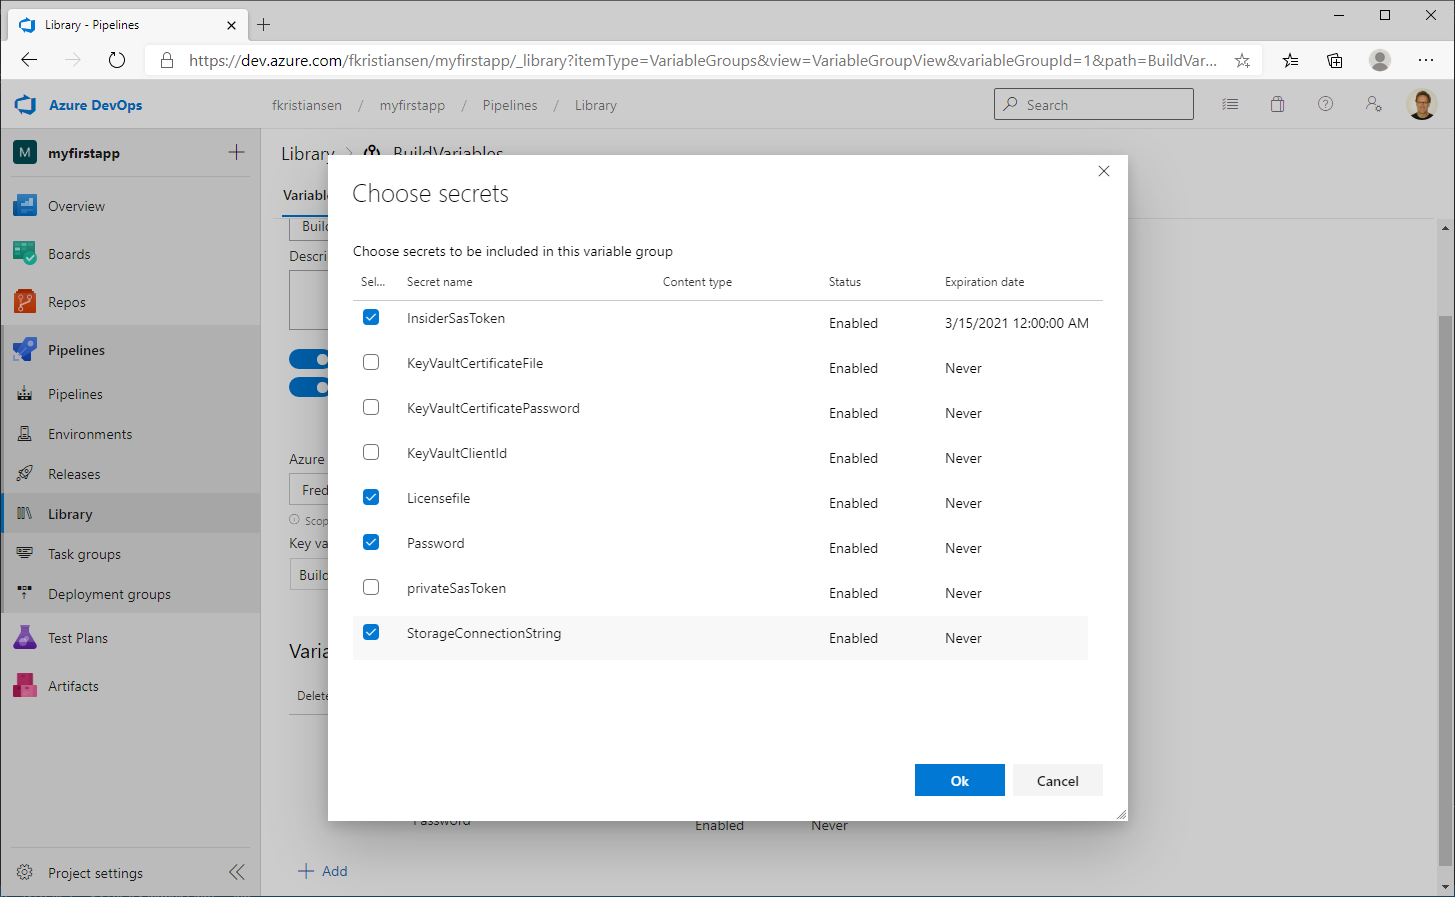 Library - Pipelines
https://dev.azure.com/fkristiansen/myfirstapp/_library?itemType=VariableGroups&view=VariableGroupView&variableGroupId=1&path=BuildVar...
Azure DevOps
fkristiansen / myfirstapp / Pipelines / Library
Search
M myfirstapp
Library > BuildVariables
Overview
Boards
Repos
Pipelines
Pipelines
Environments
Releases
Library
Task groups
Deployment groups
Test Plans
Artifacts
Project settings
Variable
Build
Descri
Azure
Fred
Scop
Key va
Build
Varia
Delete
Choose secrets
Choose secrets to be included in this variable group
Sel... Secret name Content type Status Expiration date
InsiderSasToken Enabled 3/15/2021 12:00:00 AM
KeyVaultCertificateFile Enabled Never
KeyVaultCertificatePassword Enabled Never
KeyVaultClientId Enabled Never
Licensefile Enabled Never
Password Enabled Never
privateSasToken Enabled Never
StorageConnectionString Enabled Never
Ok Cancel
Password Enabled Never
Add